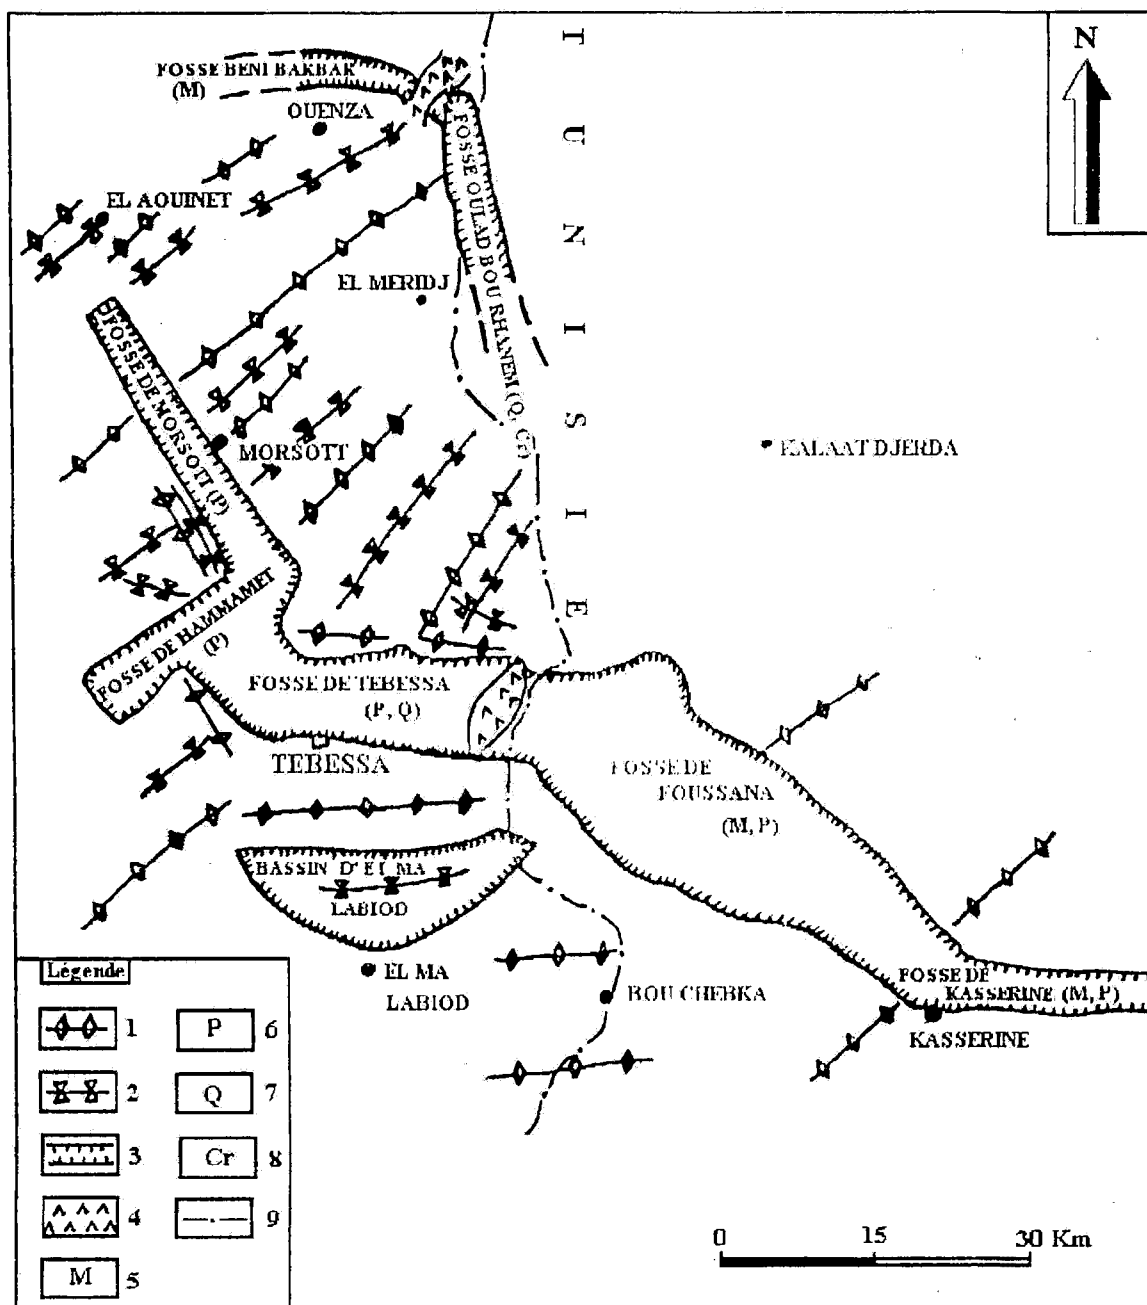 N
TUNISIE
FOSSE BENI BAKBAK
(M)
OUENZA
EL AOUINET
FOSSE OULAD BOU RHANEM (Q, Cr)
EL MERIDJ
FOSSE DE MORSOTT (P)
MORSOTT
KALAAT DJERDA
FOSSE DE HAMMAMET
(P)
FOSSE DE TEBESSA
(P, Q)
TEBESSA
FOSSE DE
FOUSSANA
(M, P)
BASSIN D'EL MA
LABIOD
EL MA
LABIOD
BOU CHEBKA
FOSSE DE
KASSERINE (M, P)
KASSERINE
Légende
1
2
3
4
M 5
P 6
Q 7
Cr 8
9
0 15 30 Km